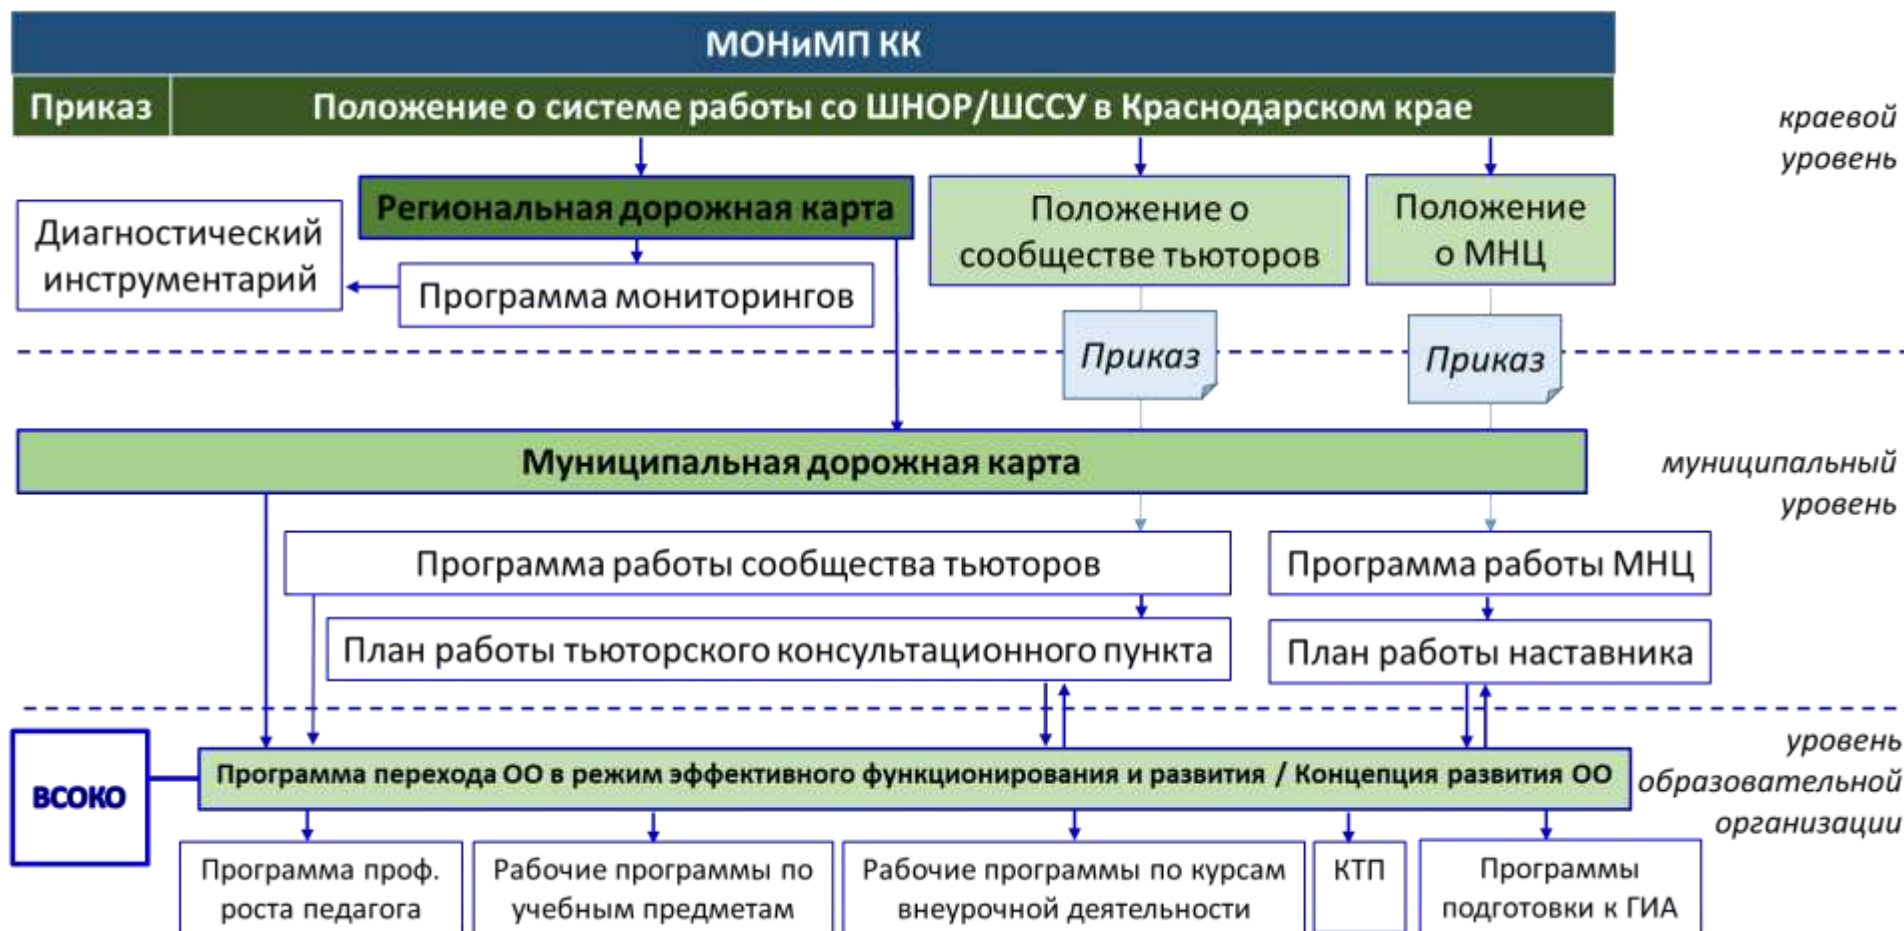 МОНиМП КК
Приказ
Положение о системе работы со ШНОР/ШССУ в Краснодарском крае
краевой
уровень
Региональная дорожная карта
Положение о
сообществе тьюторов
Положение
о МНЦ
Диагностический
инструментарий
Программа мониторингов
Приказ
Приказ
Муниципальная дорожная карта
муниципальный
уровень
Программа работы сообщества тьюторов
Программа работы МНЦ
План работы тьюторского консультационного пункта
План работы наставника
уровень
образовательной
организации
ВСОКО
Программа перехода ОО в режим эффективного функционирования и развития / Концепция развития ОО
Программа проф.
роста педагога
Рабочие программы по
учебным предметам
Рабочие программы по курсам
внеурочной деятельности
КТП
Программы
подготовки к ГИА